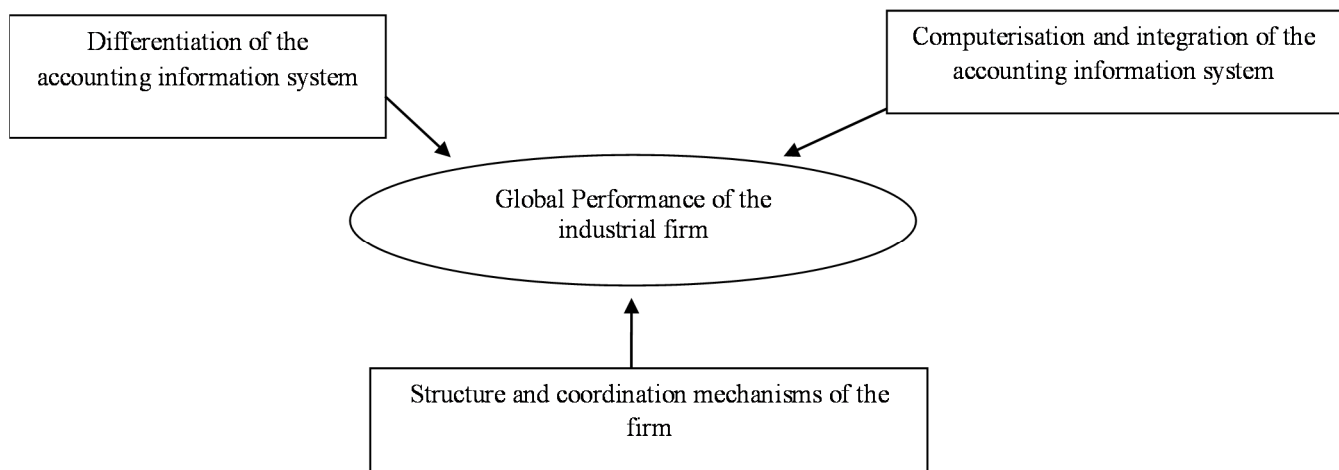 Differentiation of the
accounting information system
Computerisation and integration of the
accounting information system
Global Performance of the
industrial firm
Structure and coordination mechanisms of the
firm